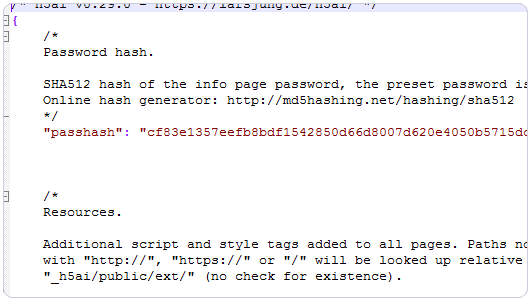 /* h5ai v0.29.0 - https://larsjung.de/h5ai/ */
{
/*
Password hash.
SHA512 hash of the info page password, the preset password is
Online hash generator: http://md5hashing.net/hashing/sha512
*/
"passhash": "cf83e1357eefb8bdf1542850d66d8007d620e4050b5715dc
/*
Resources.
Additional script and style tags added to all pages. Paths no
with "http://", "https://" or "/" will be looked up relative
"_h5ai/public/ext/" (no check for existence).